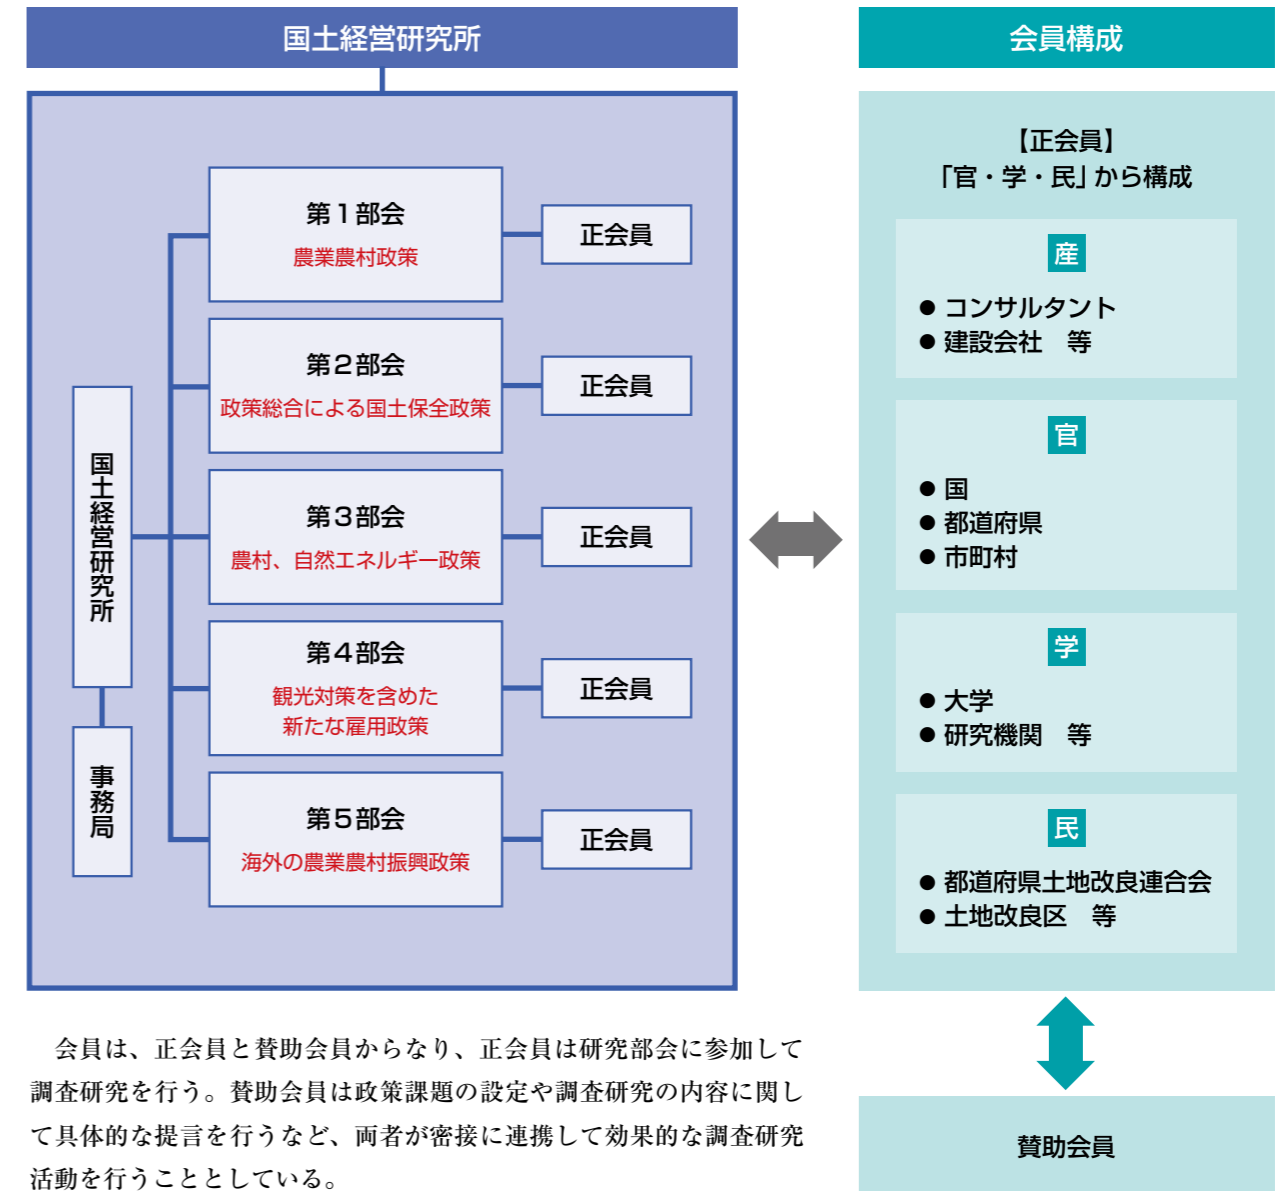 国土経営研究所
第1部会
農業農村政策
正会員
第2部会
政策総合による国土保全政策
正会員
第3部会
農村、自然エネルギー政策
正会員
第4部会
観光対策を含めた
新たな雇用政策
正会員
第5部会
海外の農業農村振興政策
正会員
国土経営研究所
事務局
会員構成
【正会員】
「官・学・民」から構成
産
● コンサルタント
● 建設会社　等
官
● 国
● 都道府県
● 市町村
学
● 大学
● 研究機関　等
民
● 都道府県土地改良連合会
● 土地改良区　等
賛助会員
　会員は、正会員と賛助会員からなり、正会員は研究部会に参加して
調査研究を行う。賛助会員は政策課題の設定や調査研究の内容に関し
て具体的な提言を行うなど、両者が密接に連携して効果的な調査研究
活動を行うこととしている。